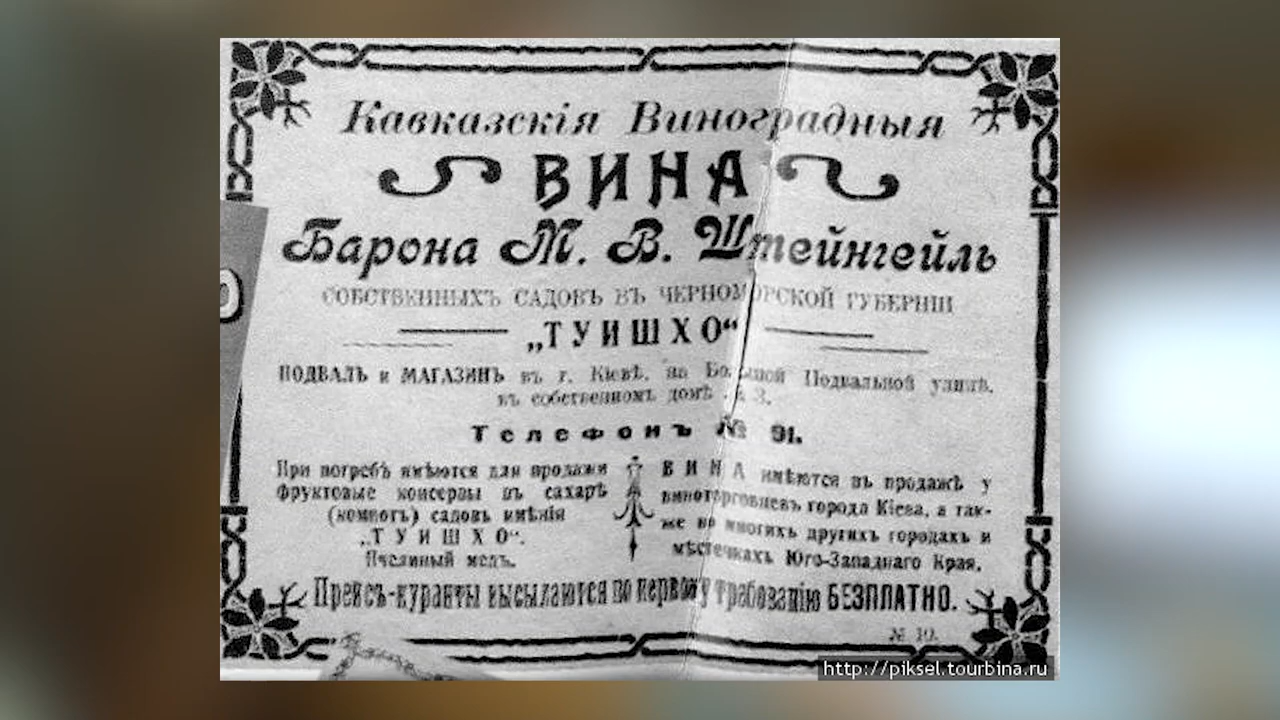 Кавказскія Виноградныя
ВИНА
Барона М. В. Штейнгейль
СОБСТВЕННЫХЪ САДОВЪ ВЪ ЧЕРНОМОРСКОЙ ГУБЕРНІИ
„ТУИШХО“
ПОДВАЛЪ и МАГАЗИНЪ въ г. Кіевѣ, на Большой Подвальной улицѣ,
въ собственномъ домѣ 3.
Телефонъ № 91.
При погребѣ имѣются для продажи
фруктовые консервы въ сахарѣ
(компотъ) садовъ имѣнія
„ТУИШХО“.
Пчелиный медъ.
ВИНА имѣются въ продажѣ у
виноторговцевъ города Кіева, а так-
же во многихъ другихъ городахъ и
мѣстечкахъ Юго-Западнаго Края.
Прейсъ-куранты высылаются по первому требованію БЕЗПЛАТНО.
№ 10.
http://piksel.tourbina.ru